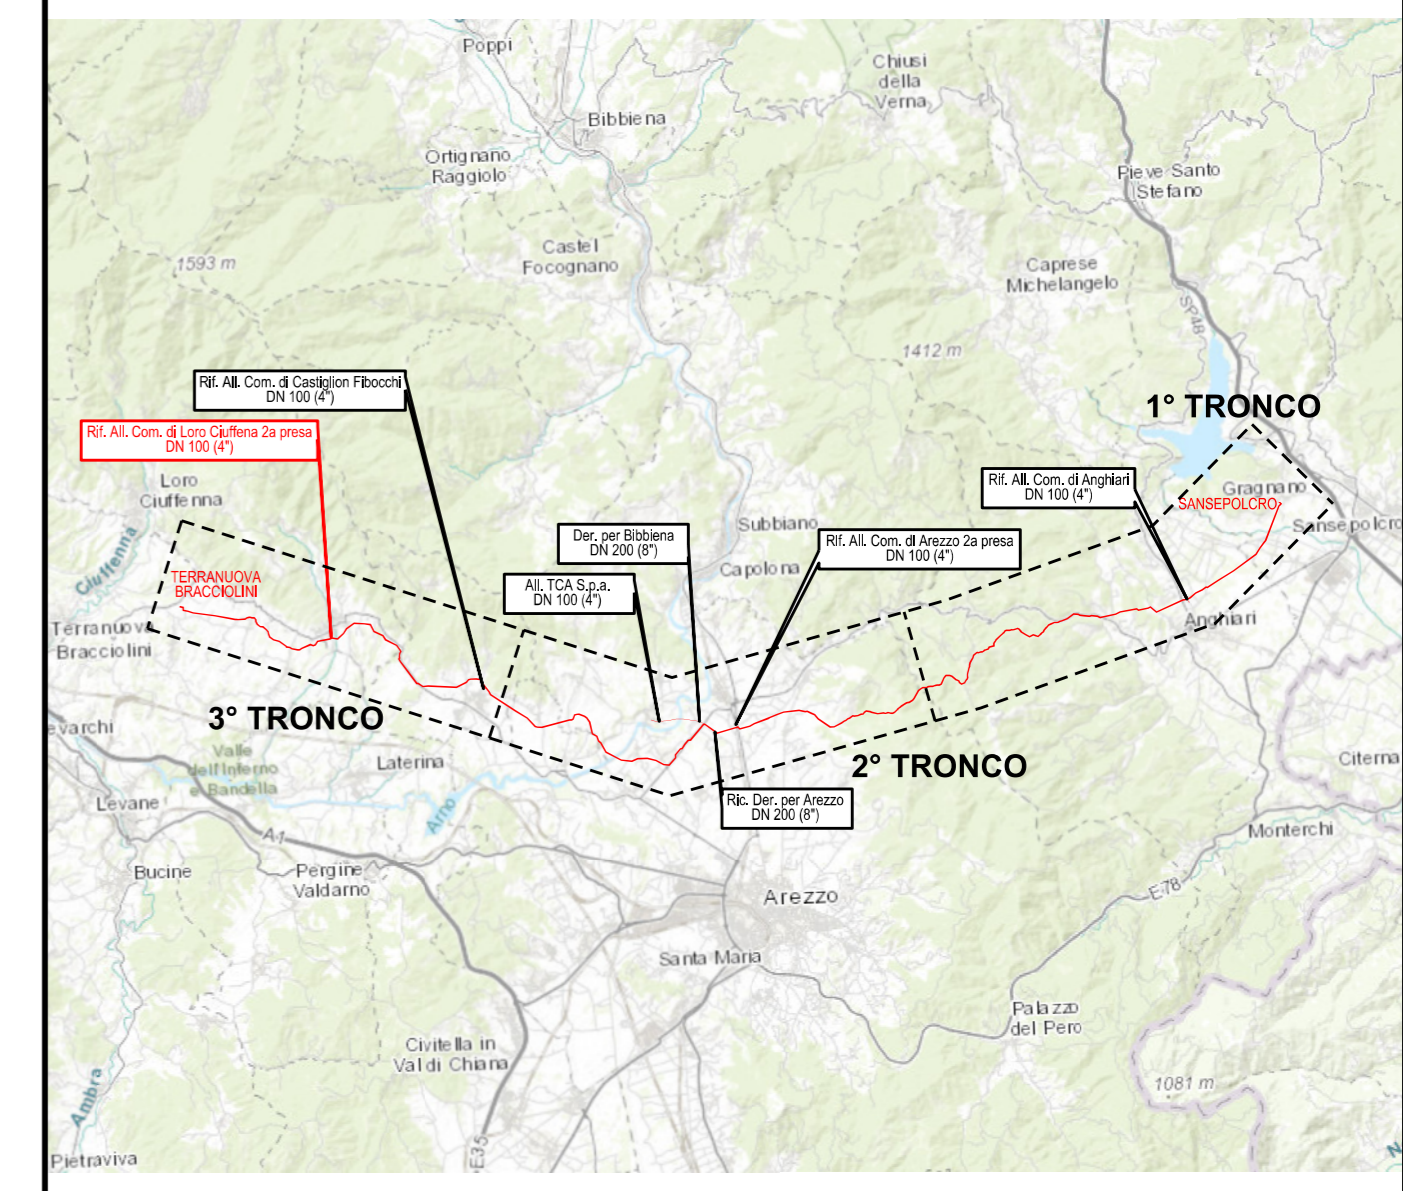 Poppi
Chiusi
della
Verna
Bibbiena
Ortignano
Raggiolo
Pieve Santo
Stefano
Castel
Focognano
1593 m
Caprese
Michelangelo
SP48
1412 m
Rif. All. Com. di Castiglion Fibocchi
DN 100 (4")
1° TRONCO
Rif. All. Com. di Loro Ciuffena 2a presa
DN 100 (4")
Loro
Ciuffenna
Rif. All. Com. di Anghiari
DN 100 (4")
Gragnano
SANSEPOLCRO
Sansepolcro
Ciuffenna
Subbiano
Der. per Bibbiena
DN 200 (8")
Rif. All. Com. di Arezzo 2a presa
DN 100 (4")
Capolona
TERRANUOVA
BRACCIOLINI
All. TCA S.p.a.
DN 100 (4")
Anghiari
Terranuova
Bracciolini
3° TRONCO
evarchi
Valle
dell'Inferno
e Bandella
Laterina
2° TRONCO
Citerna
Levane
Arno
Ric. Der. per Arezzo
DN 200 (8")
A1
Monterchi
Bucine
Pergine
Valdarno
Arezzo
E78
Santa Maria
Palazzo
del Pero
Civitella in
Val di Chiana
1081 m
Ambra
E35
Pietraviva
N